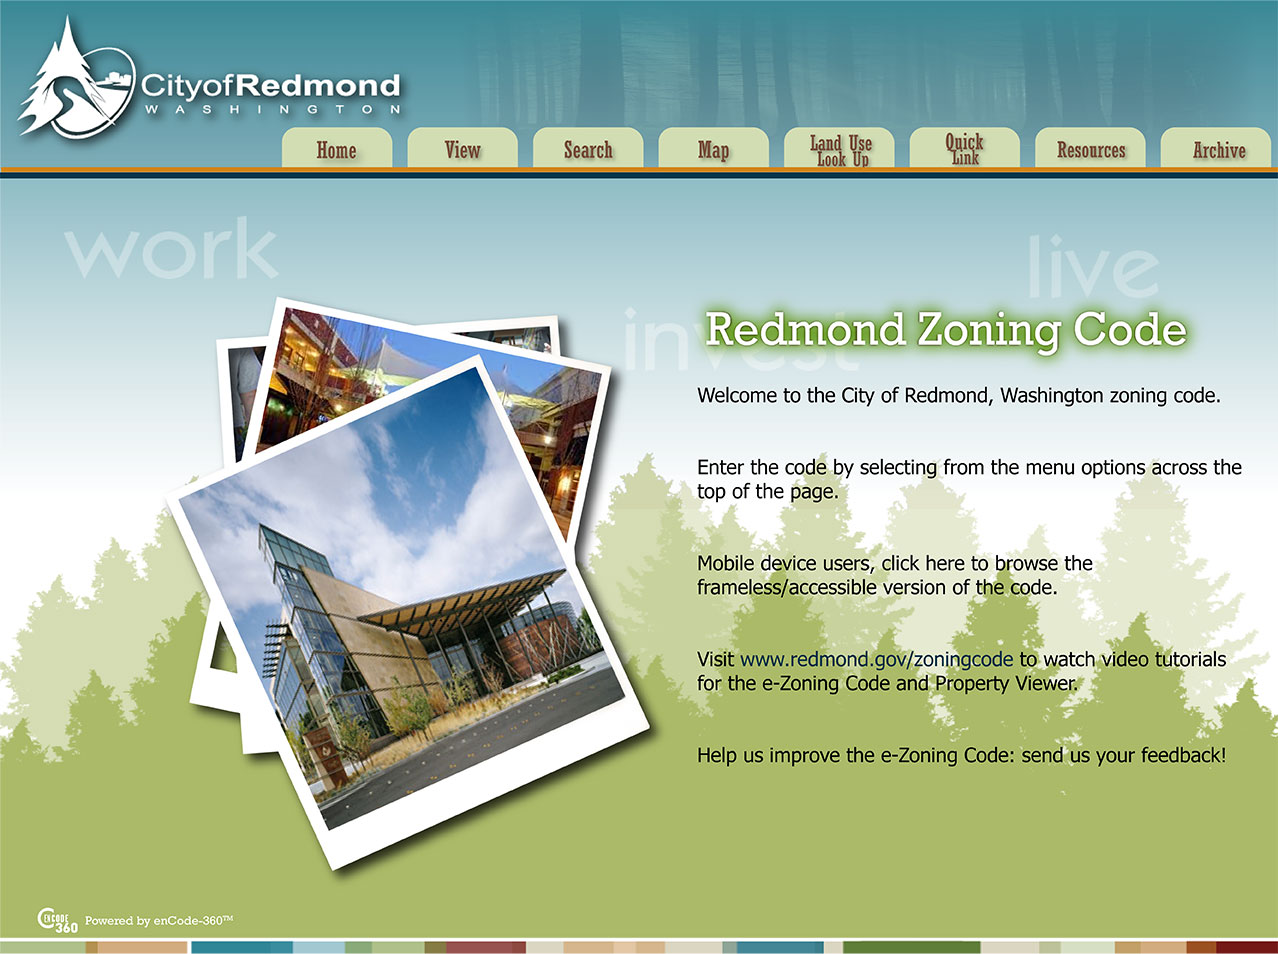 CityofRedmond
WASHINGTON
Home
View
Search
Map
Land Use
Look Up
Quick
Link
Resources
Archive
work
live
invest
Redmond Zoning Code
Welcome to the City of Redmond, Washington zoning code.
Enter the code by selecting from the menu options across the
top of the page.
Mobile device users, click here to browse the
frameless/accessible version of the code.
Visit www.redmond.gov/zoningcode to watch video tutorials
for the e-Zoning Code and Property Viewer.
Help us improve the e-Zoning Code: send us your feedback!
ENCODE
360
Powered by enCode-360™